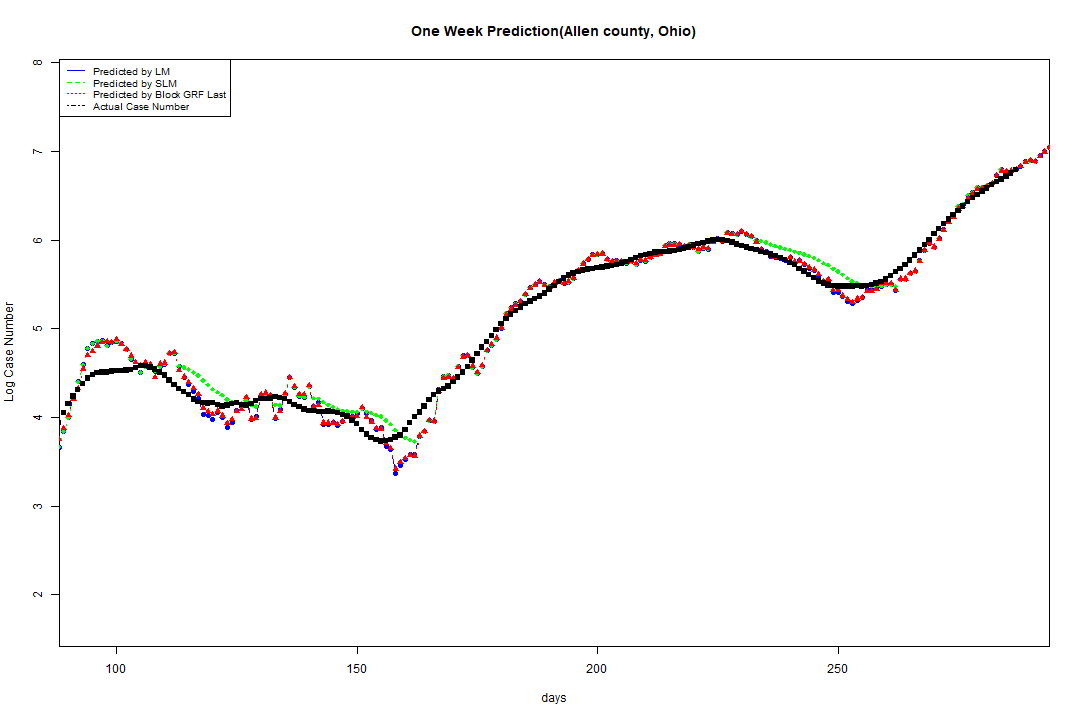 One Week Prediction(Allen county, Ohio)
Predicted by LM
Predicted by SLM
Predicted by Block GRF Last
Actual Case Number
8
7
6
5
4
3
2
Log Case Number
100 150 200 250
days